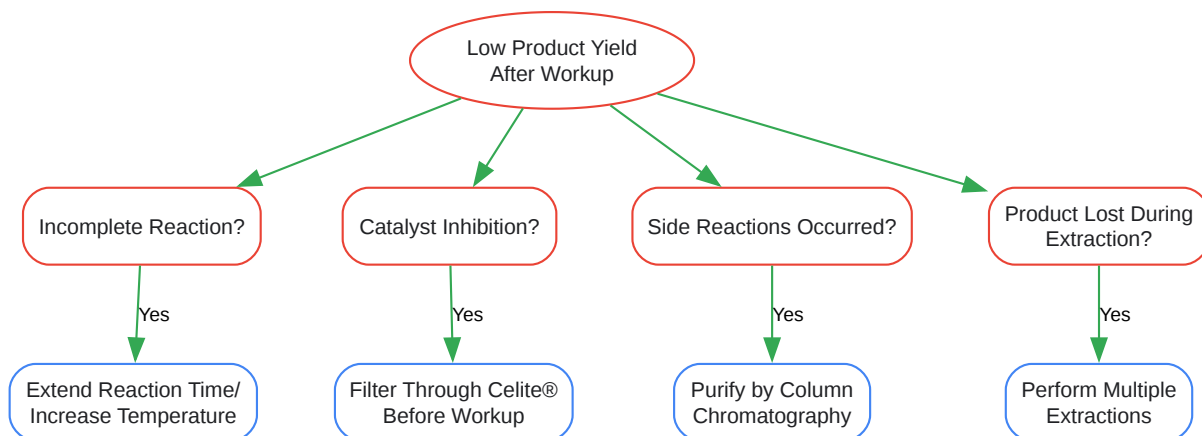 Low Product Yield
After Workup
Incomplete Reaction?
Catalyst Inhibition?
Side Reactions Occurred?
Product Lost During
Extraction?
Yes
Yes
Yes
Yes
Extend Reaction Time/
Increase Temperature
Filter Through Celite®
Before Workup
Purify by Column
Chromatography
Perform Multiple
Extractions